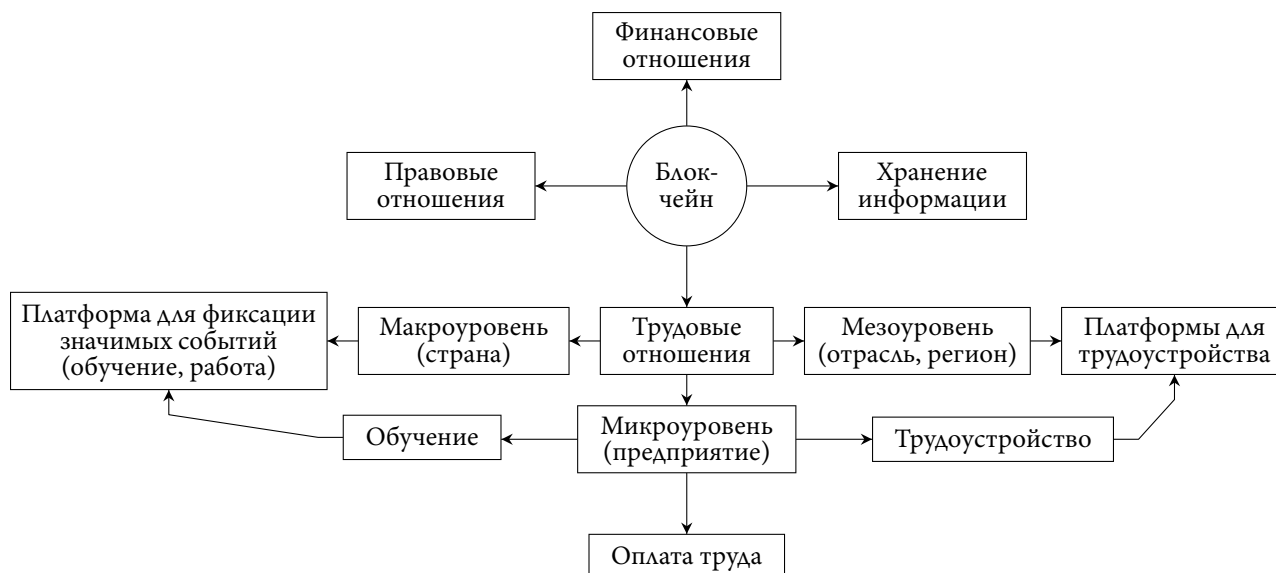 Финансовые
отношения
Правовые
отношения
Блок-
чейн
Хранение
информации
Платформа для фиксации
значимых событий
(обучение, работа)
Макроуровень
(страна)
Трудовые
отношения
Мезоуровень
(отрасль, регион)
Платформы для
трудоустройства
Обучение
Микроуровень
(предприятие)
Трудоустройство
Оплата труда